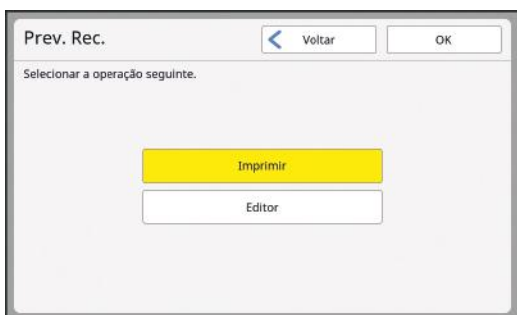 Prev. Rec. Voltar OK
Selecionar a operação seguinte.
Imprimir
Editor